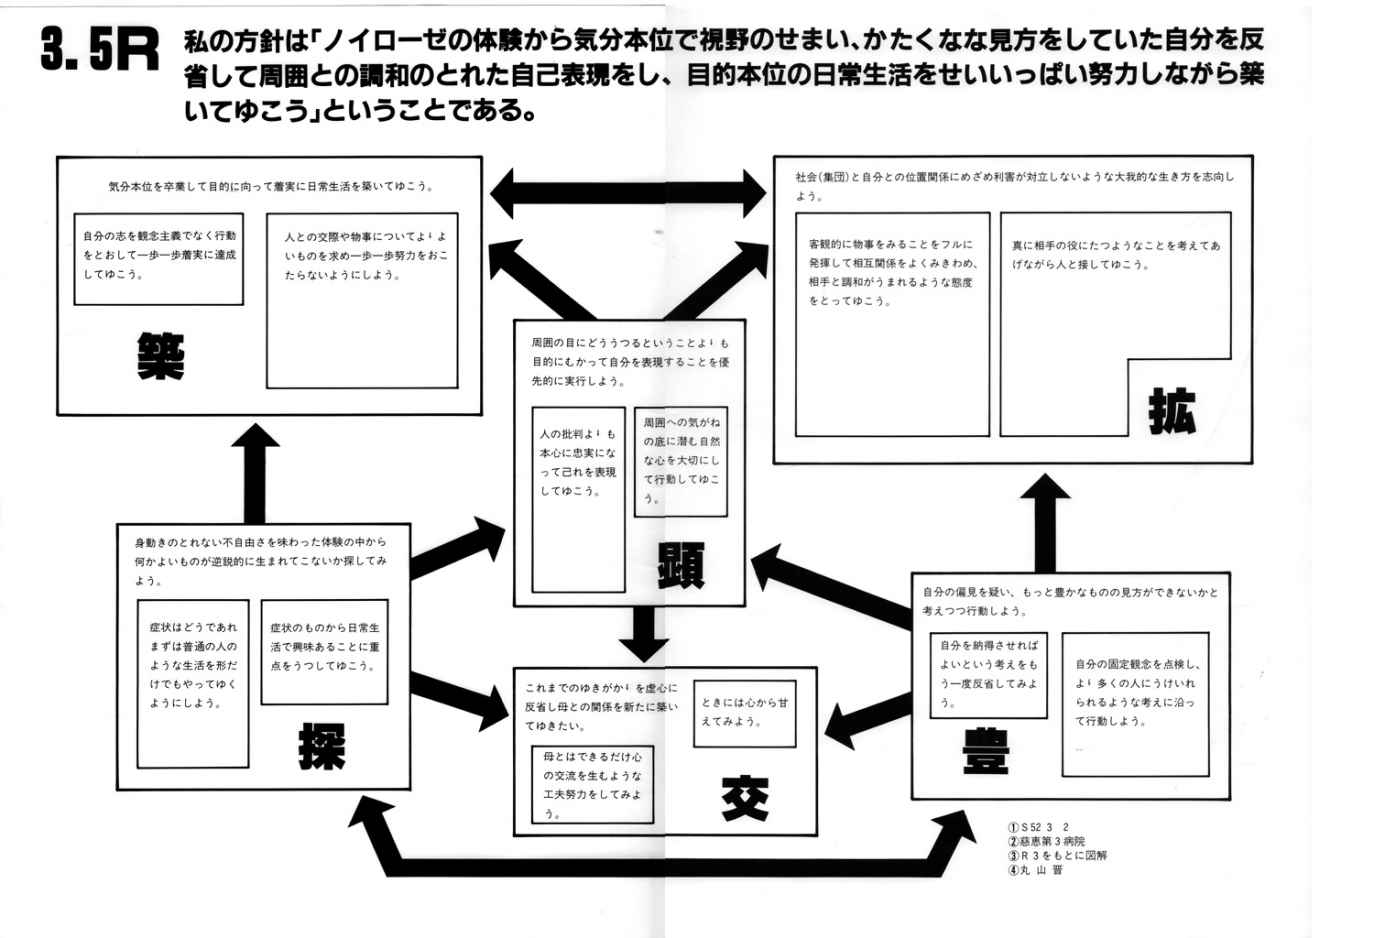 3.5R
私の方針は「ノイローゼの体験から気分本位で視野のせまい、かたくなな見方をしていた自分を反
省して周囲との調和のとれた自己表現をし、目的本位の日常生活をせいいっぱい努力しながら築
いてゆこう」ということである。
気分本位を卒業して目的に向って着実に日常生活を築いてゆこう。
自分の志を観念主義でなく行動
をとおして一歩一歩着実に達成
してゆこう。
人との交際や物事についてよりよ
いものを求め一歩一歩努力をおこ
たらないようにしよう。
築
社会(集団)と自分との位置関係にめざめ利害が対立しないような大我的な生き方を志向し
よう。
客観的に物事をみることをフルに
発揮して相互関係をよくみきわめ、
相手と調和がうまれるような態度
をとってゆこう。
真に相手の役にたつようなことを考えてあ
げながら人と接してゆこう。
拡
周囲の目にどううつるということよりも
目的にむかって自分を表現することを優
先的に実行しよう。
人の批判よりも
本心に忠実にな
って己れを表現
してゆこう。
周囲への気がね
の底に潜む自然
な心を大切にし
て行動してゆこ
う。
顕
身動きのとれない不自由さを味わった体験の中から
何かよいものが逆説的に生まれてこないか探してみ
よう。
症状はどうであれ
まずは普通の人の
ような生活を形だ
けでもやってゆく
ようにしよう。
症状のものから日常生
活で興味あることに重
点をうつしてゆこう。
探
これまでのゆきがかりを虚心に
反省し母との関係を新たに築い
てゆきたい。
母とはできるだけ心
の交流を生むような
工夫努力をしてみよ
う。
ときには心から甘
えてみよう。
交
自分の偏見を疑い、もっと豊かなものの見方ができないかと
考えつつ行動しよう。
自分を納得させれば
よいという考えをも
う一度反省してみよ
う。
自分の固定観念を点検し、
より多くの人にうけいれ
られるような考えに沿っ
て行動しよう。
豊
①S52 3 2
②慈恵第3病院
③R3をもとに図解
④丸山晋